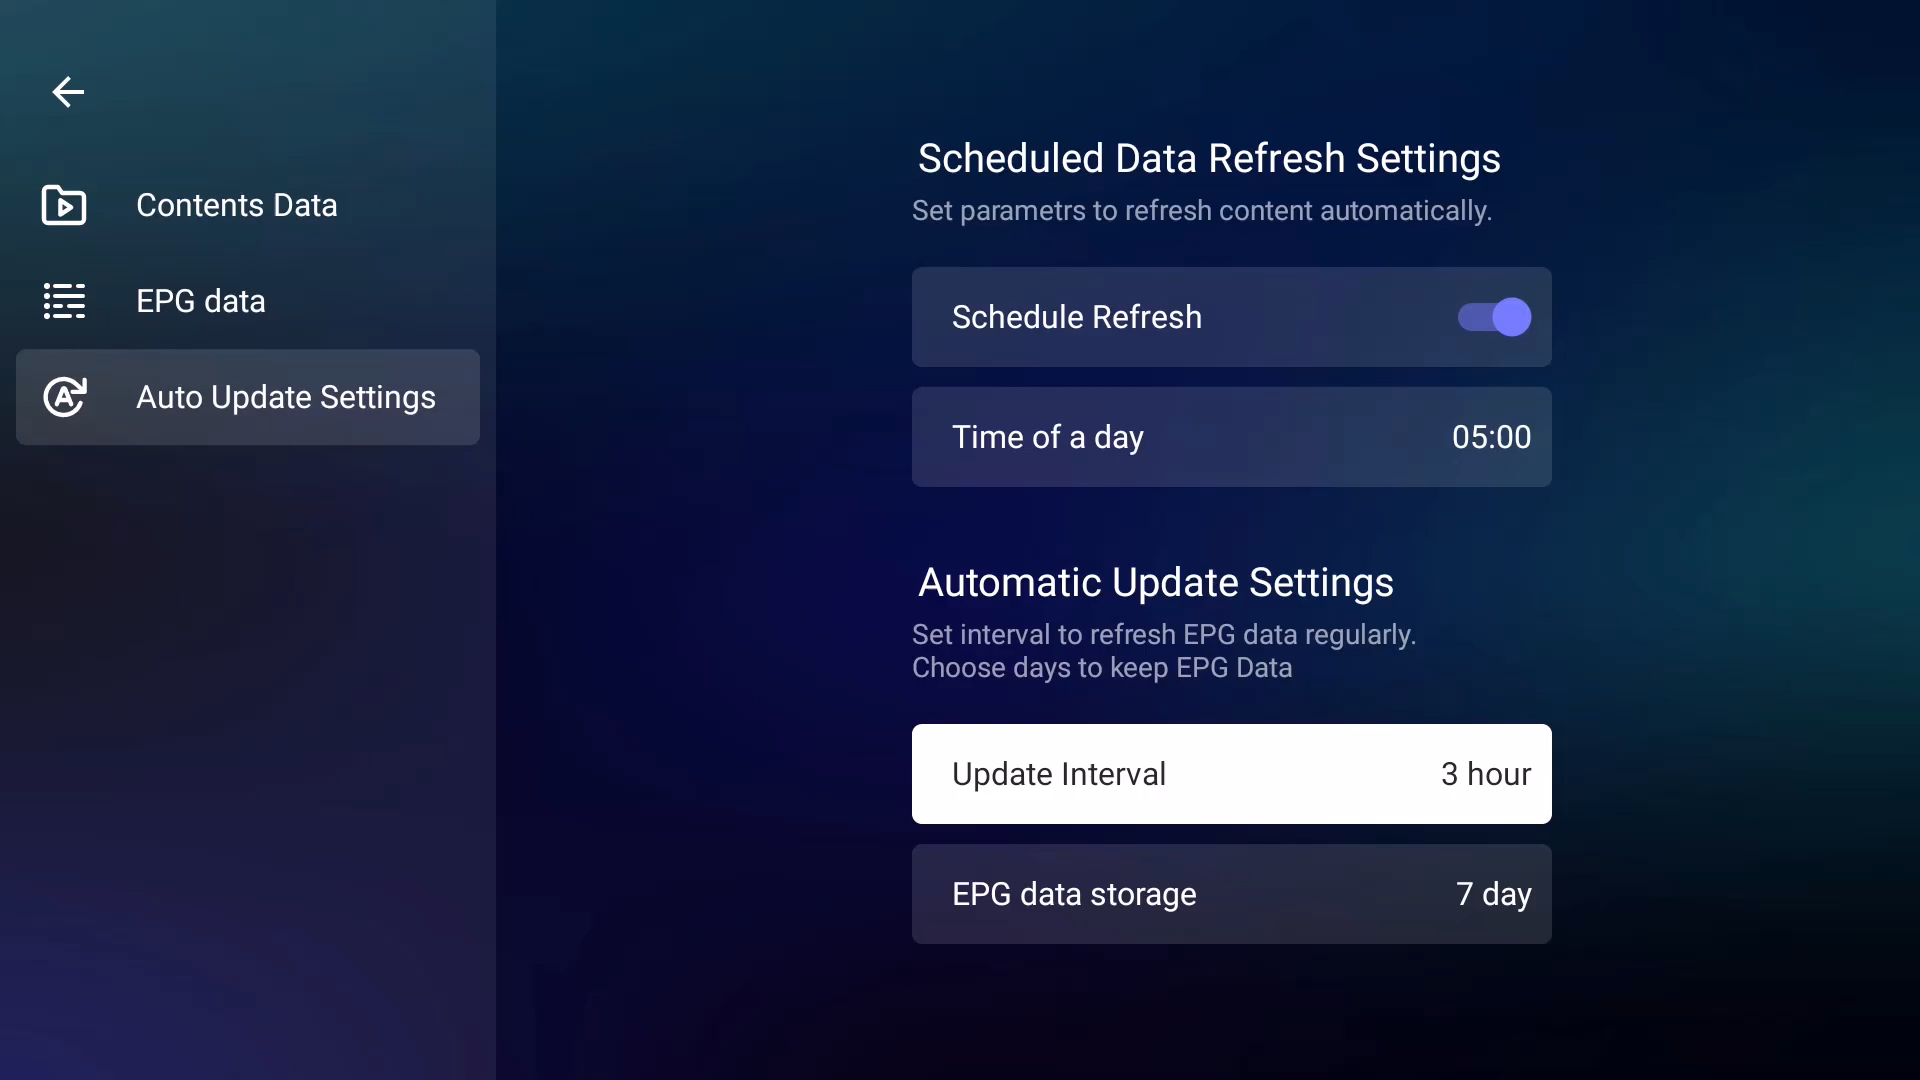 Contents Data
EPG data
Auto Update Settings
Scheduled Data Refresh Settings
Set parametrs to refresh content automatically.
Schedule Refresh
Time of a day 05:00
Automatic Update Settings
Set interval to refresh EPG data regularly.
Choose days to keep EPG Data
Update Interval 3 hour
EPG data storage 7 day